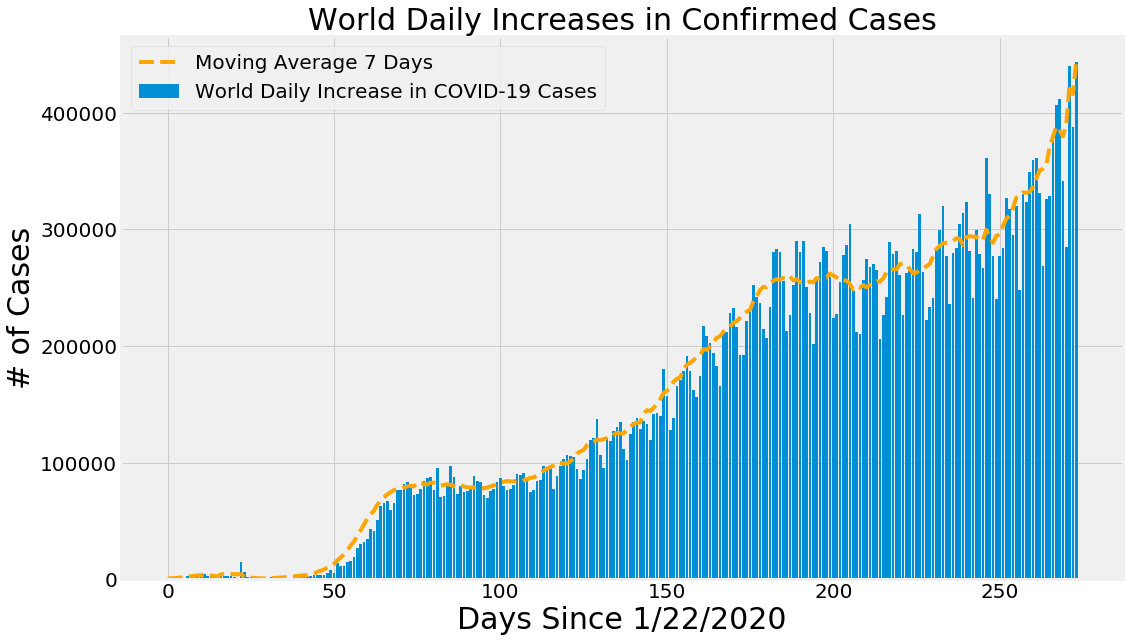 World Daily Increases in Confirmed Cases
Moving Average 7 Days
World Daily Increase in COVID-19 Cases
# of Cases
400000
300000
200000
100000
0
0 50 100 150 200 250
Days Since 1/22/2020